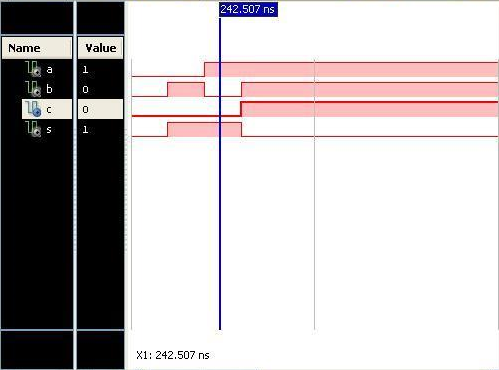 242.507 ns
Name Value
a 1
b 0
c 0
s 1
X1: 242.507 ns